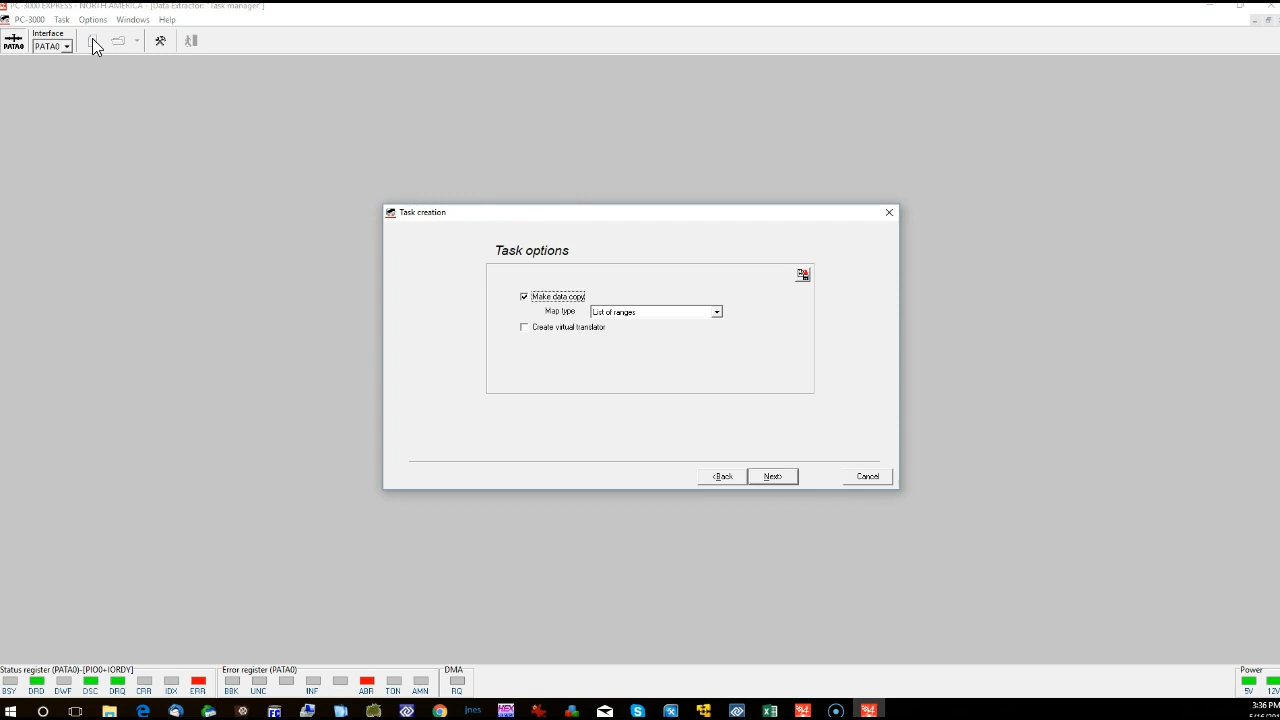 PC-3000 EXPRESS - NORTH AMERICA - [Data Extractor: "Task manager"]
PC-3000 Task Options Windows Help
PATA0
Interface
PATA0
Task creation
Task options
Make data copy
Map type List of ranges
Create virtual translator
<Back Next> Cancel
Status register (PATA0)-[PIO0+IORDY] Error register (PATA0) DMA Power
BSY DRD DWF DSC DRQ CRR IDX ERR BBK UNC INF ABR TON AMN RQ 5V 12V
jnes HEX
3:36 PM